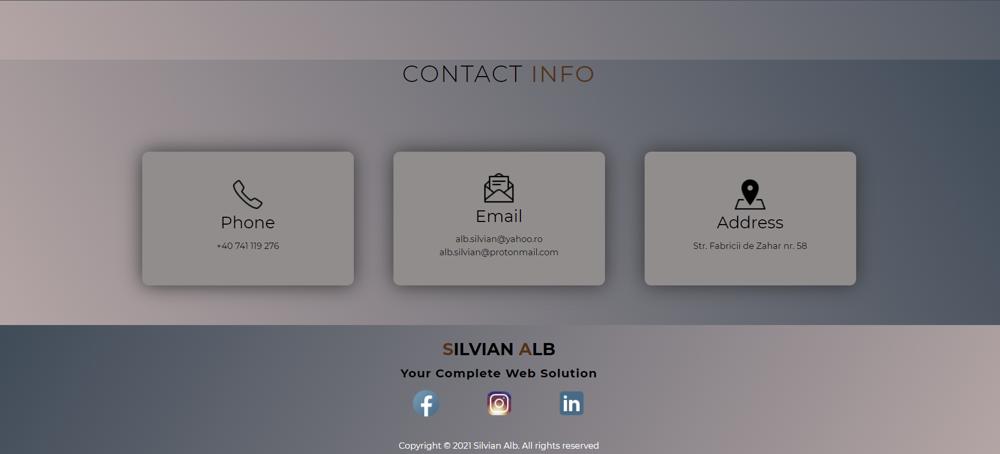 CONTACT INFO
Phone
+40 741 119 276
Email
alb.silvian@yahoo.ro
alb.silvian@protonmail.com
Address
Str. Fabricii de Zahar nr. 58
SILVIAN ALB
Your Complete Web Solution
f
in
Copyright © 2021 Silvian Alb. All rights reserved